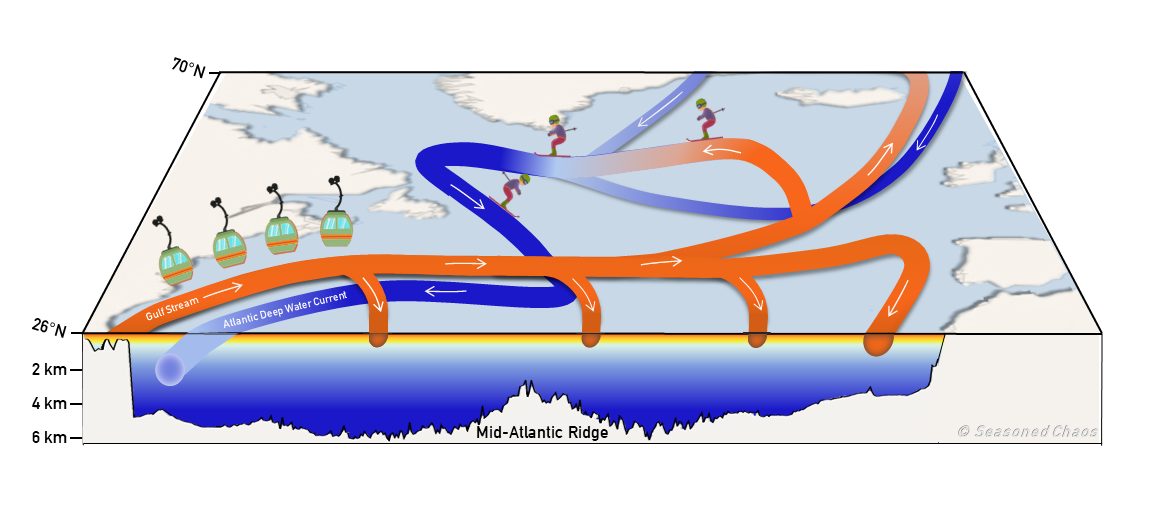 70°N
Gulf Stream
Atlantic Deep Water Current
26°N
2 km
4 km
6 km
Mid-Atlantic Ridge
© Seasoned Chaos